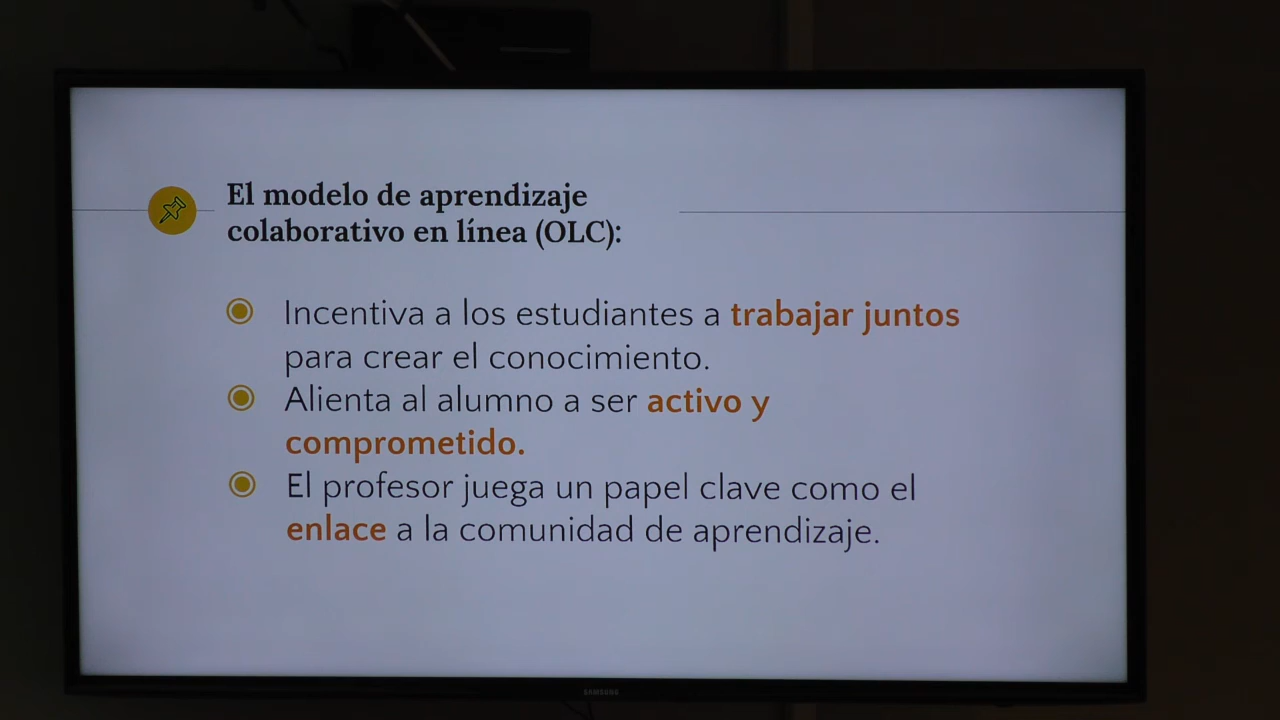 El modelo de aprendizaje
colaborativo en línea (OLC):
Incentiva a los estudiantes a trabajar juntos
para crear el conocimiento.
Alienta al alumno a ser activo y
comprometido.
El profesor juega un papel clave como el
enlace a la comunidad de aprendizaje.
SAMSUNG